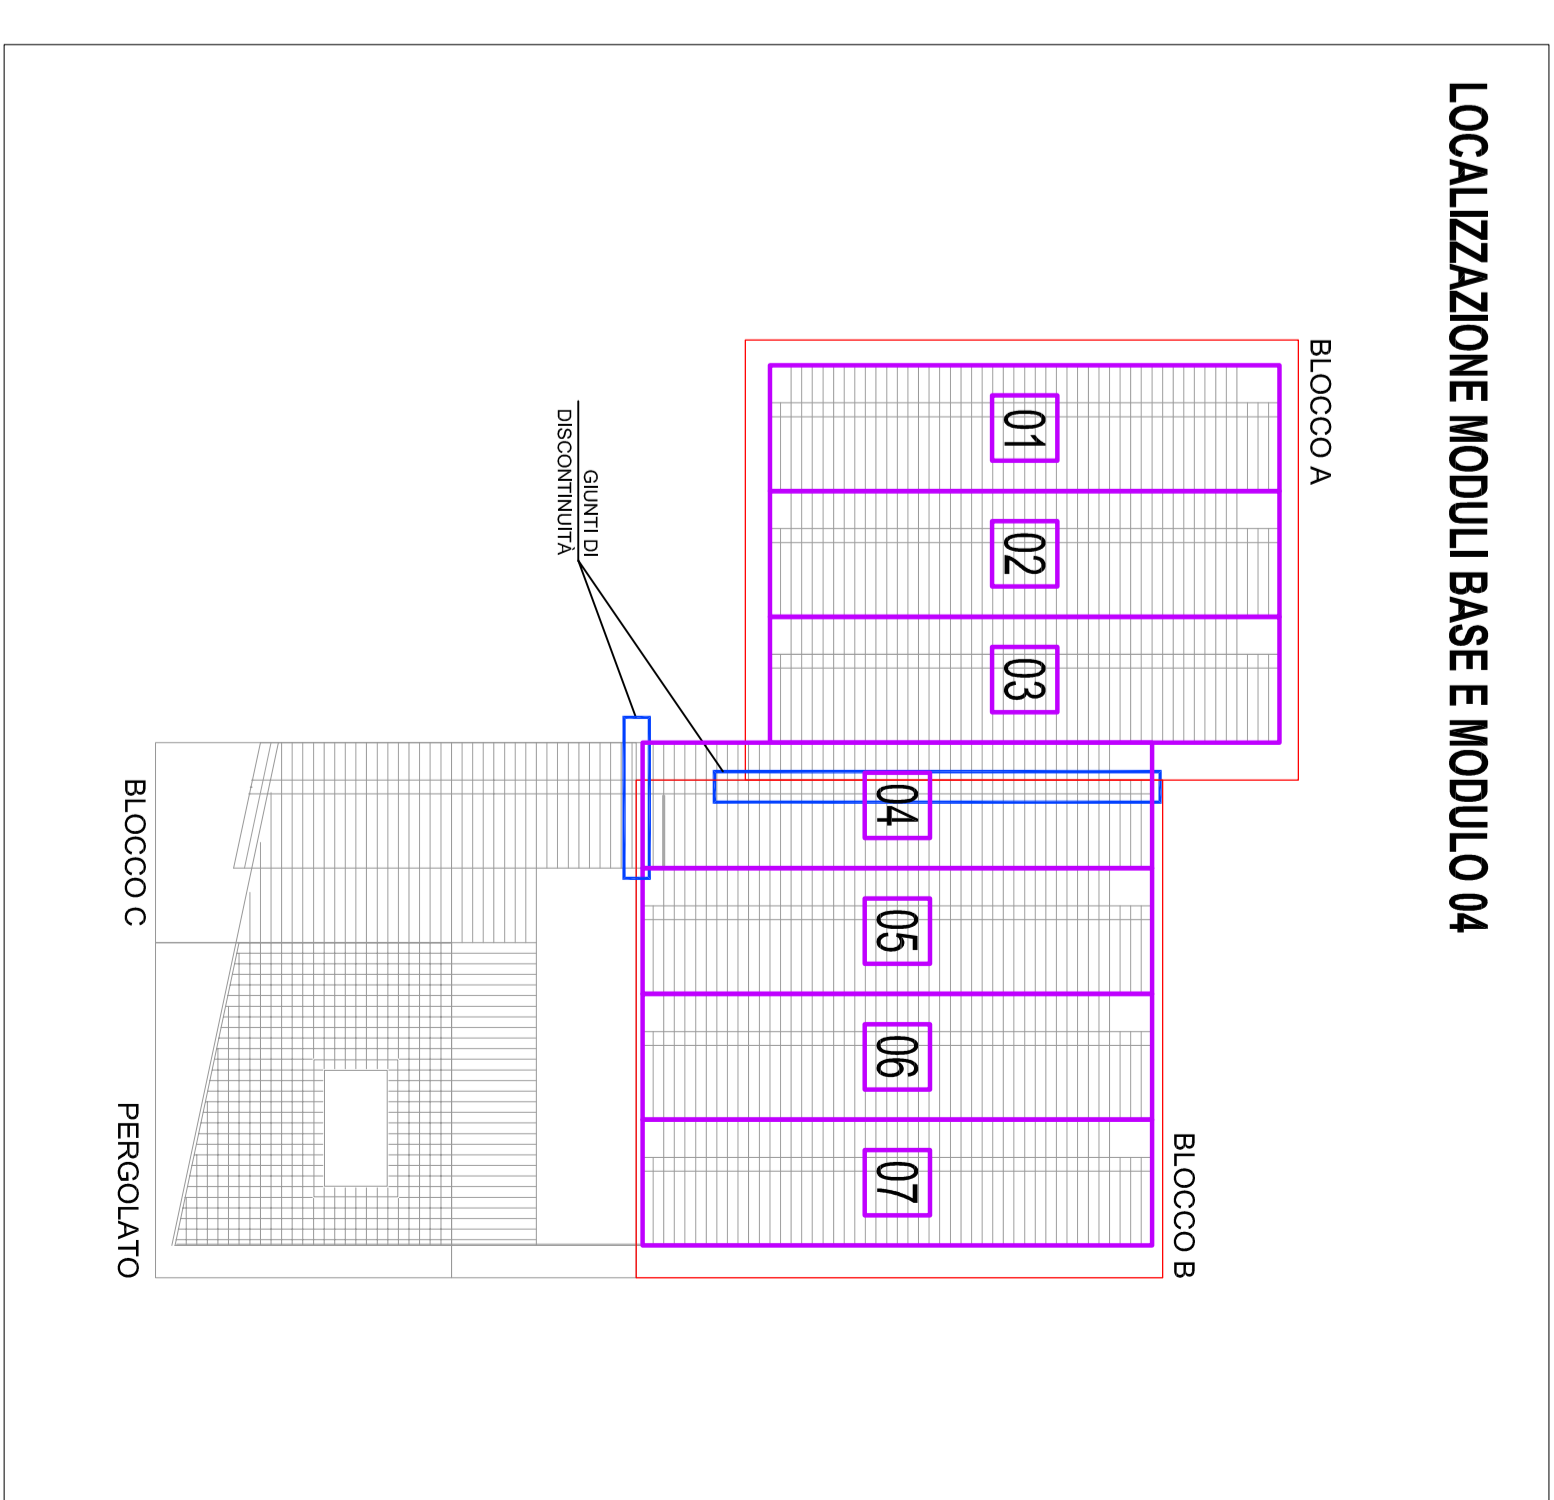 LOCALIZZAZIONE MODULI BASE E MODULO 04
BLOCCO A
01
02
03
GIUNTI DI
DISCONTINUITÀ
04
05
06
07
BLOCCO B
BLOCCO C
PERGOLATO